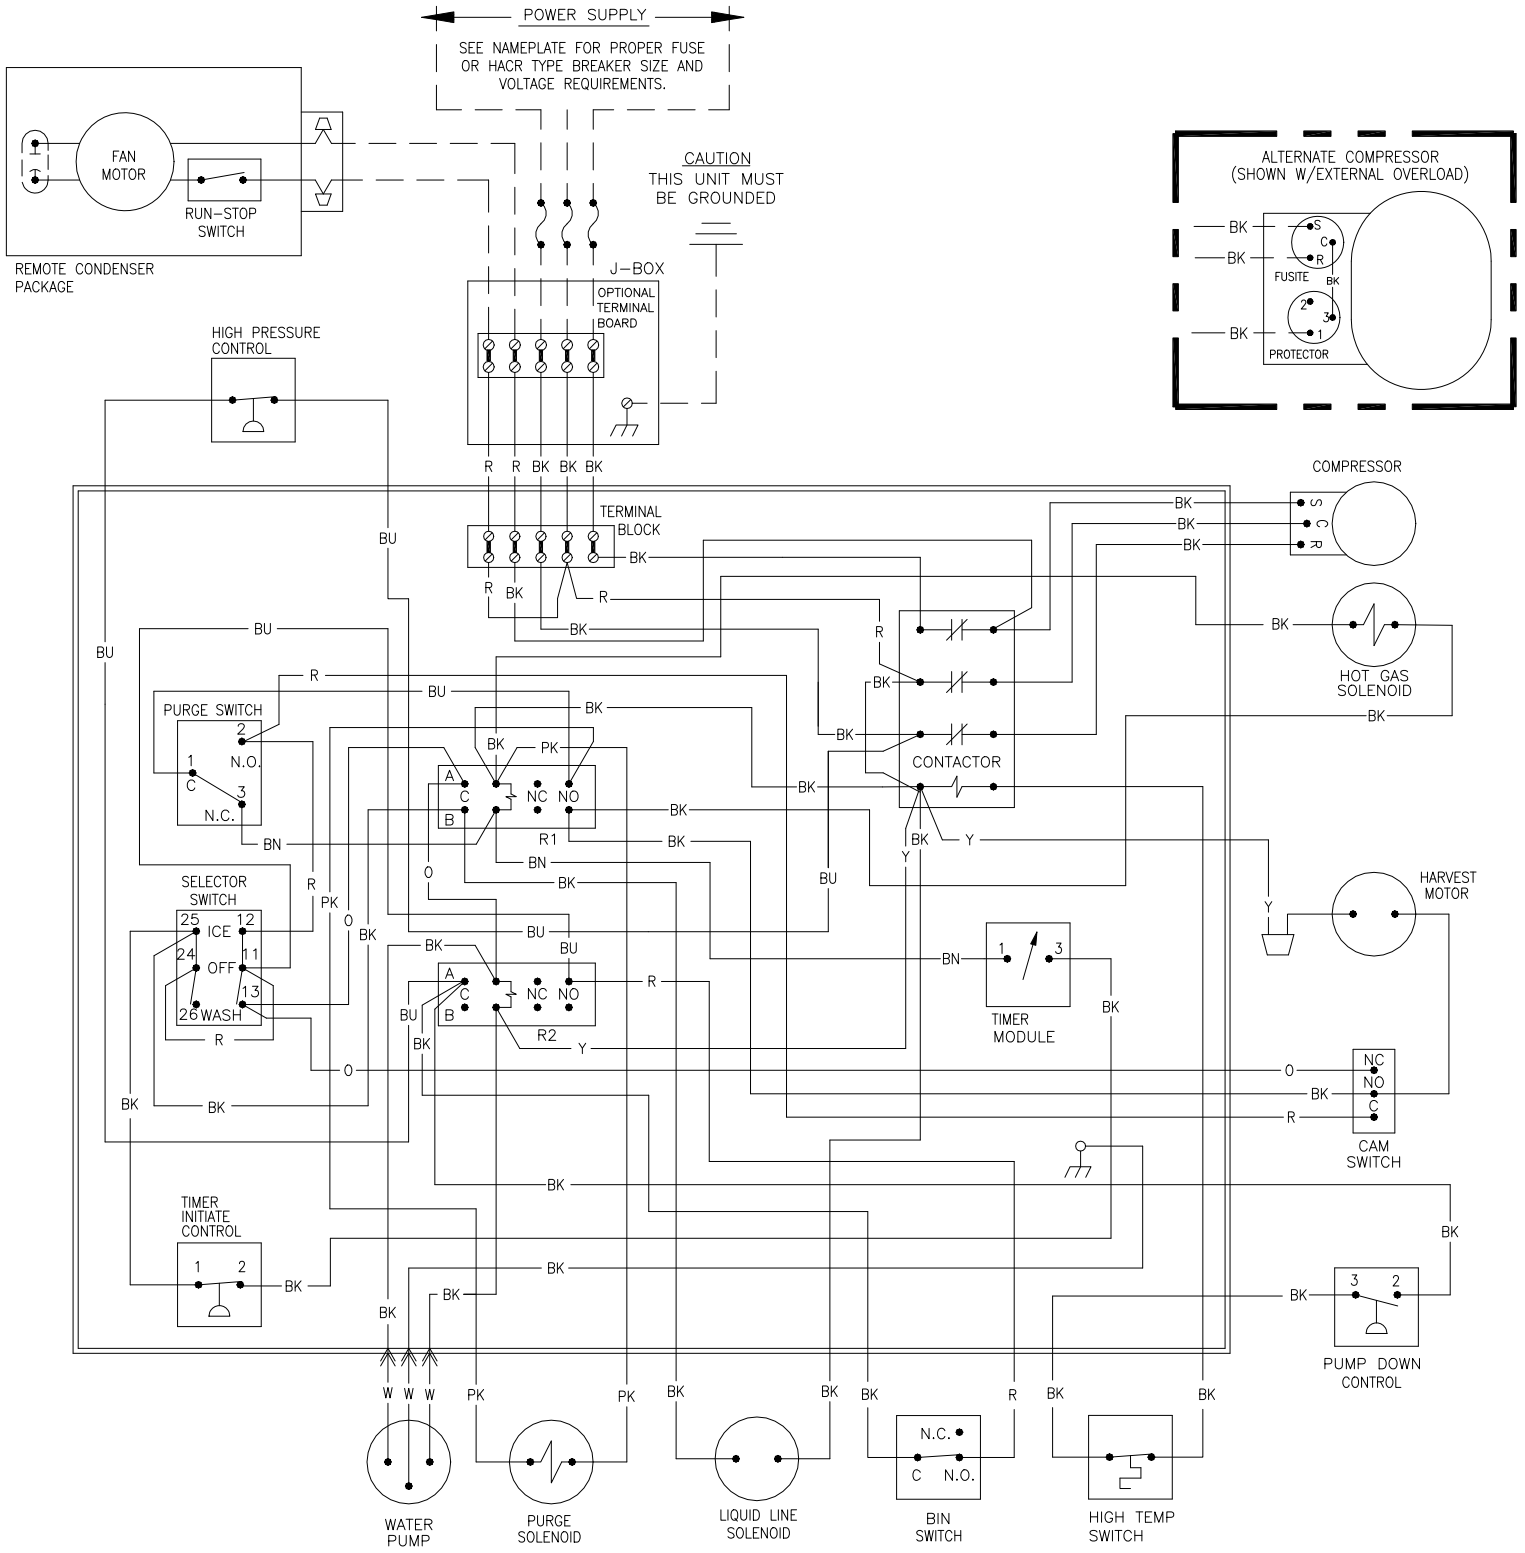 POWER SUPPLY
SEE NAMEPLATE FOR PROPER FUSE
OR HACR TYPE BREAKER SIZE AND
VOLTAGE REQUIREMENTS.
FAN
MOTOR
RUN-STOP
SWITCH
REMOTE CONDENSER
PACKAGE
CAUTION
THIS UNIT MUST
BE GROUNDED
ALTERNATE COMPRESSOR
(SHOWN W/EXTERNAL OVERLOAD)
BK
S
C
BK
R
FUSITE
BK
2
3
BK
1
PROTECTOR
J-BOX
OPTIONAL
TERMINAL
BOARD
HIGH PRESSURE
CONTROL
R
R
BK
BK
BK
COMPRESSOR
TERMINAL
BLOCK
BK
S
BK
C
BK
R
BU
BK
R
BK
R
BU
BK
R
BK
HOT GAS
SOLENOID
BU
R
BK
BU
BK
BK
PURGE SWITCH
2
N.O.
1
C
3
N.C.
BK
PK
BK
CONTACTOR
A
C
B
NC
NO
R1
BK
BK
BN
BK
BK
Y
Y
BN
O
BK
BU
R
PK
O
BK
HARVEST
MOTOR
Y
SELECTOR
SWITCH
25
ICE
12
24
OFF
11
26
WASH
13
R
BU
BK
BU
A
C
B
NC
NO
R2
R
BU
BK
Y
BN
1
3
TIMER
MODULE
BK
O
O
NC
NO
C
BK
R
CAM
SWITCH
BK
BK
BK
TIMER
INITIATE
CONTROL
1
2
BK
BK
BK
BK
BK
BK
3
2
PUMP DOWN
CONTROL
W
W
W
PK
PK
BK
BK
BK
R
BK
BK
WATER
PUMP
PURGE
SOLENOID
LIQUID LINE
SOLENOID
N.C.
C
N.O.
BIN
SWITCH
HIGH TEMP
SWITCH